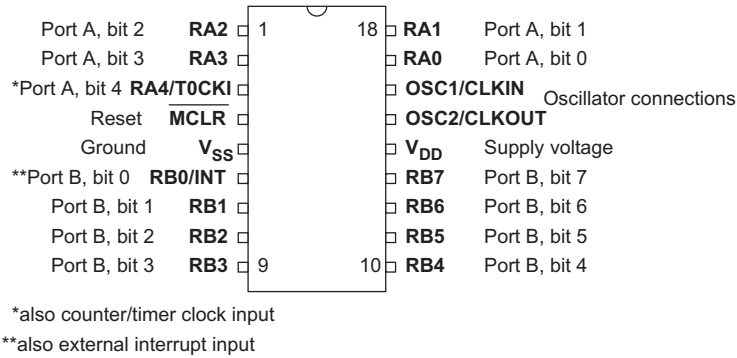 Port A, bit 2 RA2 1 18 RA1 Port A, bit 1
Port A, bit 3 RA3 RA0 Port A, bit 0
*Port A, bit 4 RA4/T0CKI OSC1/CLKIN
Oscillator connections
Reset MCLR OSC2/CLKOUT
Ground VSS VDD Supply voltage
**Port B, bit 0 RB0/INT RB7 Port B, bit 7
Port B, bit 1 RB1 RB6 Port B, bit 6
Port B, bit 2 RB2 RB5 Port B, bit 5
Port B, bit 3 RB3 9 10 RB4 Port B, bit 4
*also counter/timer clock input
**also external interrupt input